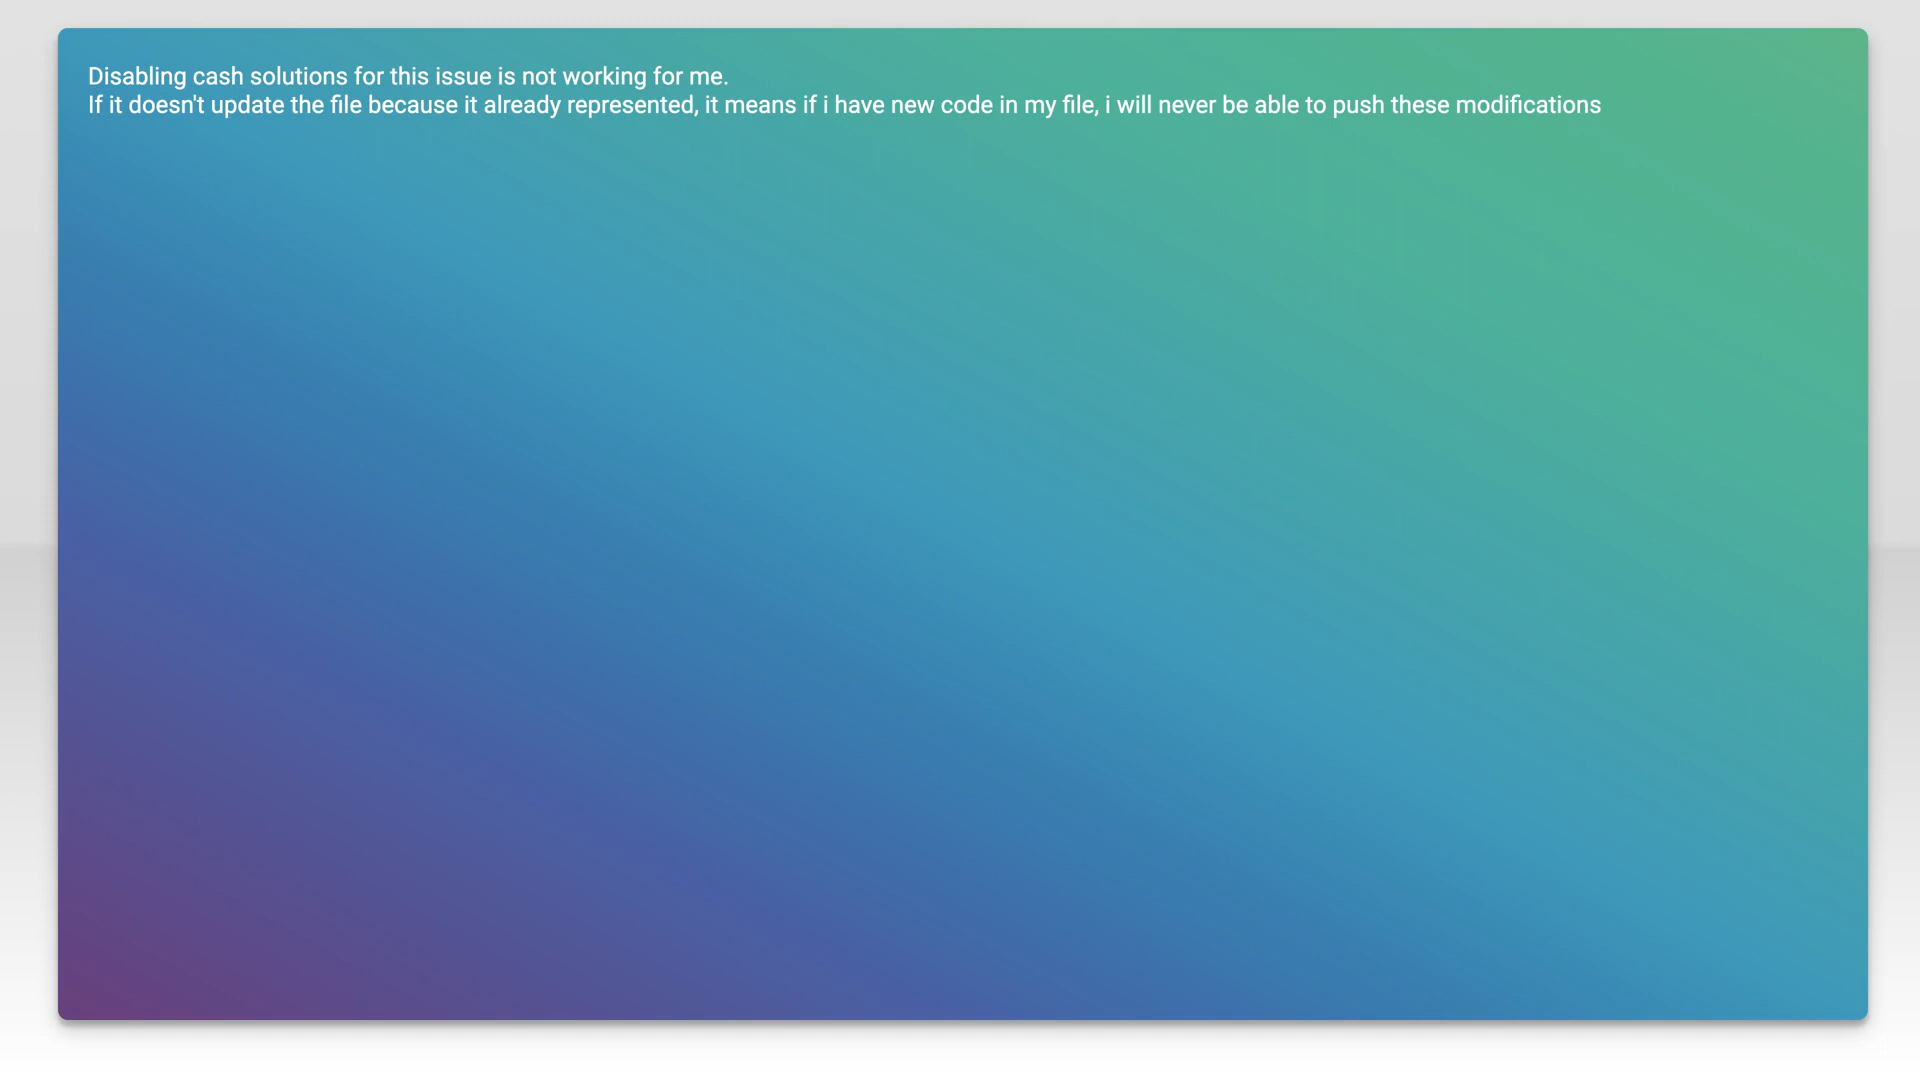 Disabling cash solutions for this issue is not working for me.
If it doesn't update the file because it already represented, it means if i have new code in my file, i will never be able to push these modifications